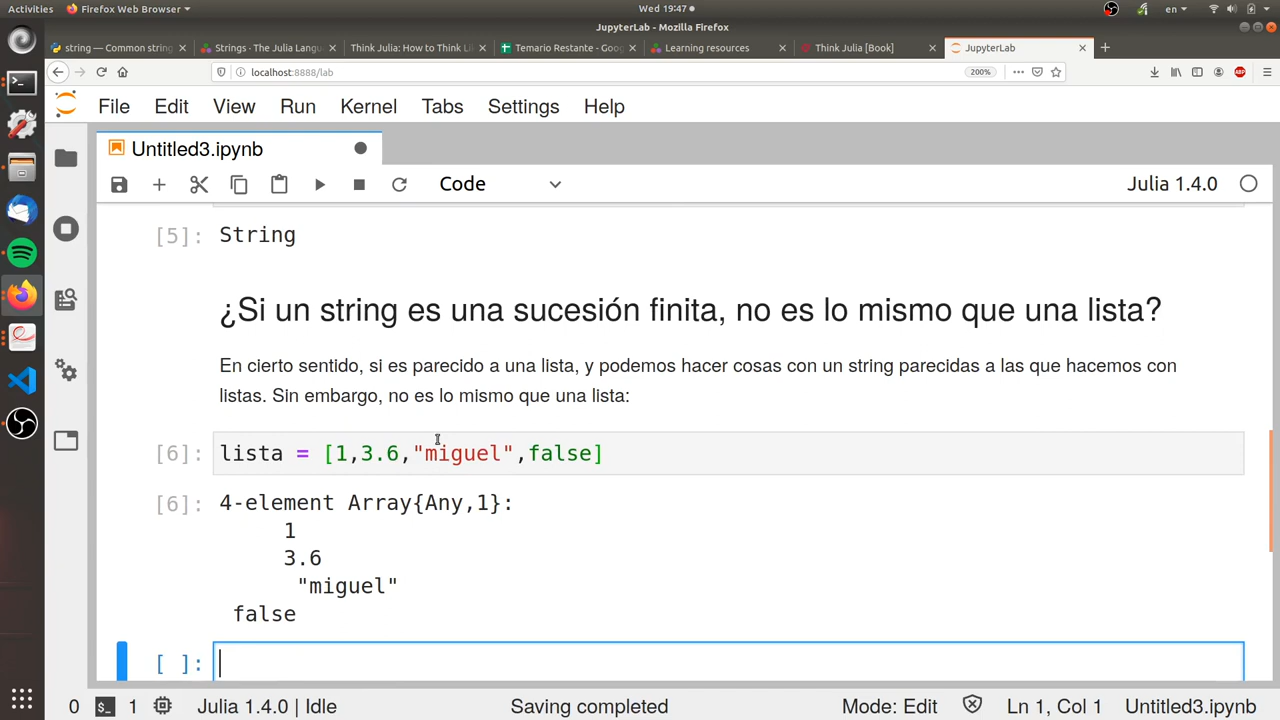 Activities Firefox Web Browser Wed 19:47 en
JupyterLab - Mozilla Firefox
string — Common string Strings · The Julia Langu Think Julia: How to Think Li Temario Restante - Goog Learning resources Think Julia [Book] JupyterLab
localhost:8888/lab 200% ABP
File Edit View Run Kernel Tabs Settings Help
Untitled3.ipynb
Code Julia 1.4.0
[5]: String
¿Si un string es una sucesión finita, no es lo mismo que una lista?
En cierto sentido, si es parecido a una lista, y podemos hacer cosas con un string parecidas a las que hacemos con
listas. Sin embargo, no es lo mismo que una lista:
[6]: lista = [1,3.6,"miguel",false]
[6]: 4-element Array{Any,1}:
1
3.6
"miguel"
false
[ ]:
0 1 Julia 1.4.0 | Idle Saving completed Mode: Edit Ln 1, Col 1 Untitled3.ipynb